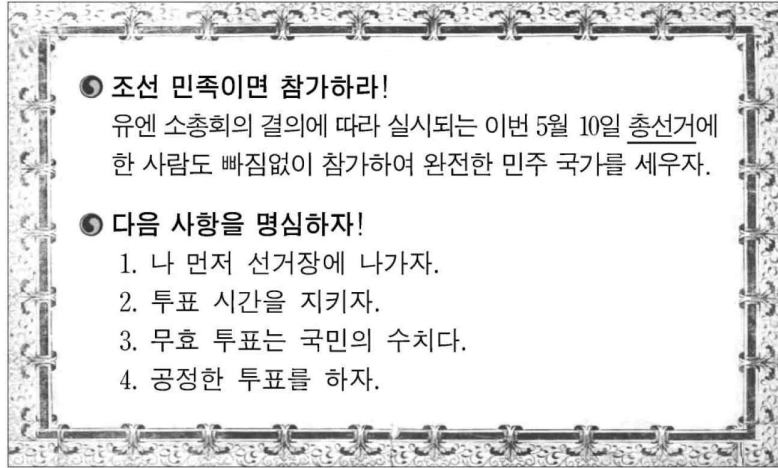 조선 민족이면 참가하라!
유엔 소총회의 결의에 따라 실시되는 이번 5월 10일 총선거에
한 사람도 빠짐없이 참가하여 완전한 민주 국가를 세우자.
다음 사항을 명심하자!
1. 나 먼저 선거장에 나가자.
2. 투표 시간을 지키자.
3. 무효 투표는 국민의 수치다.
4. 공정한 투표를 하자.